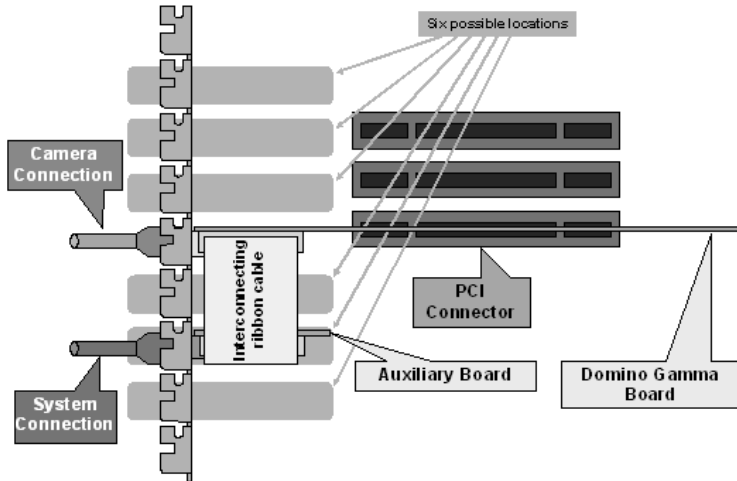 Six possible locations
Camera
Connection
Interconnecting
ribbon cable
PCI
Connector
Auxiliary Board
Domino Gamma
Board
System
Connection